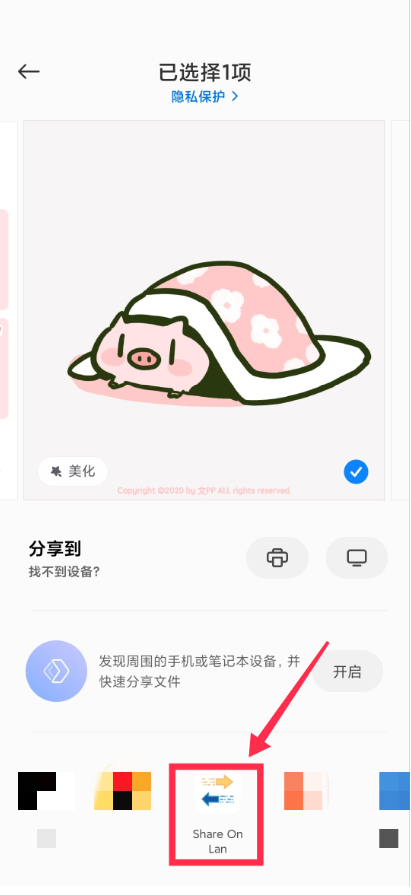 已选择1项
隐私保护 >
美化
Copyright ©2020 by 文PP ALL rights reserved.
分享到
找不到设备?
发现周围的手机或笔记本设备，并
快速分享文件
开启
Share On
Lan